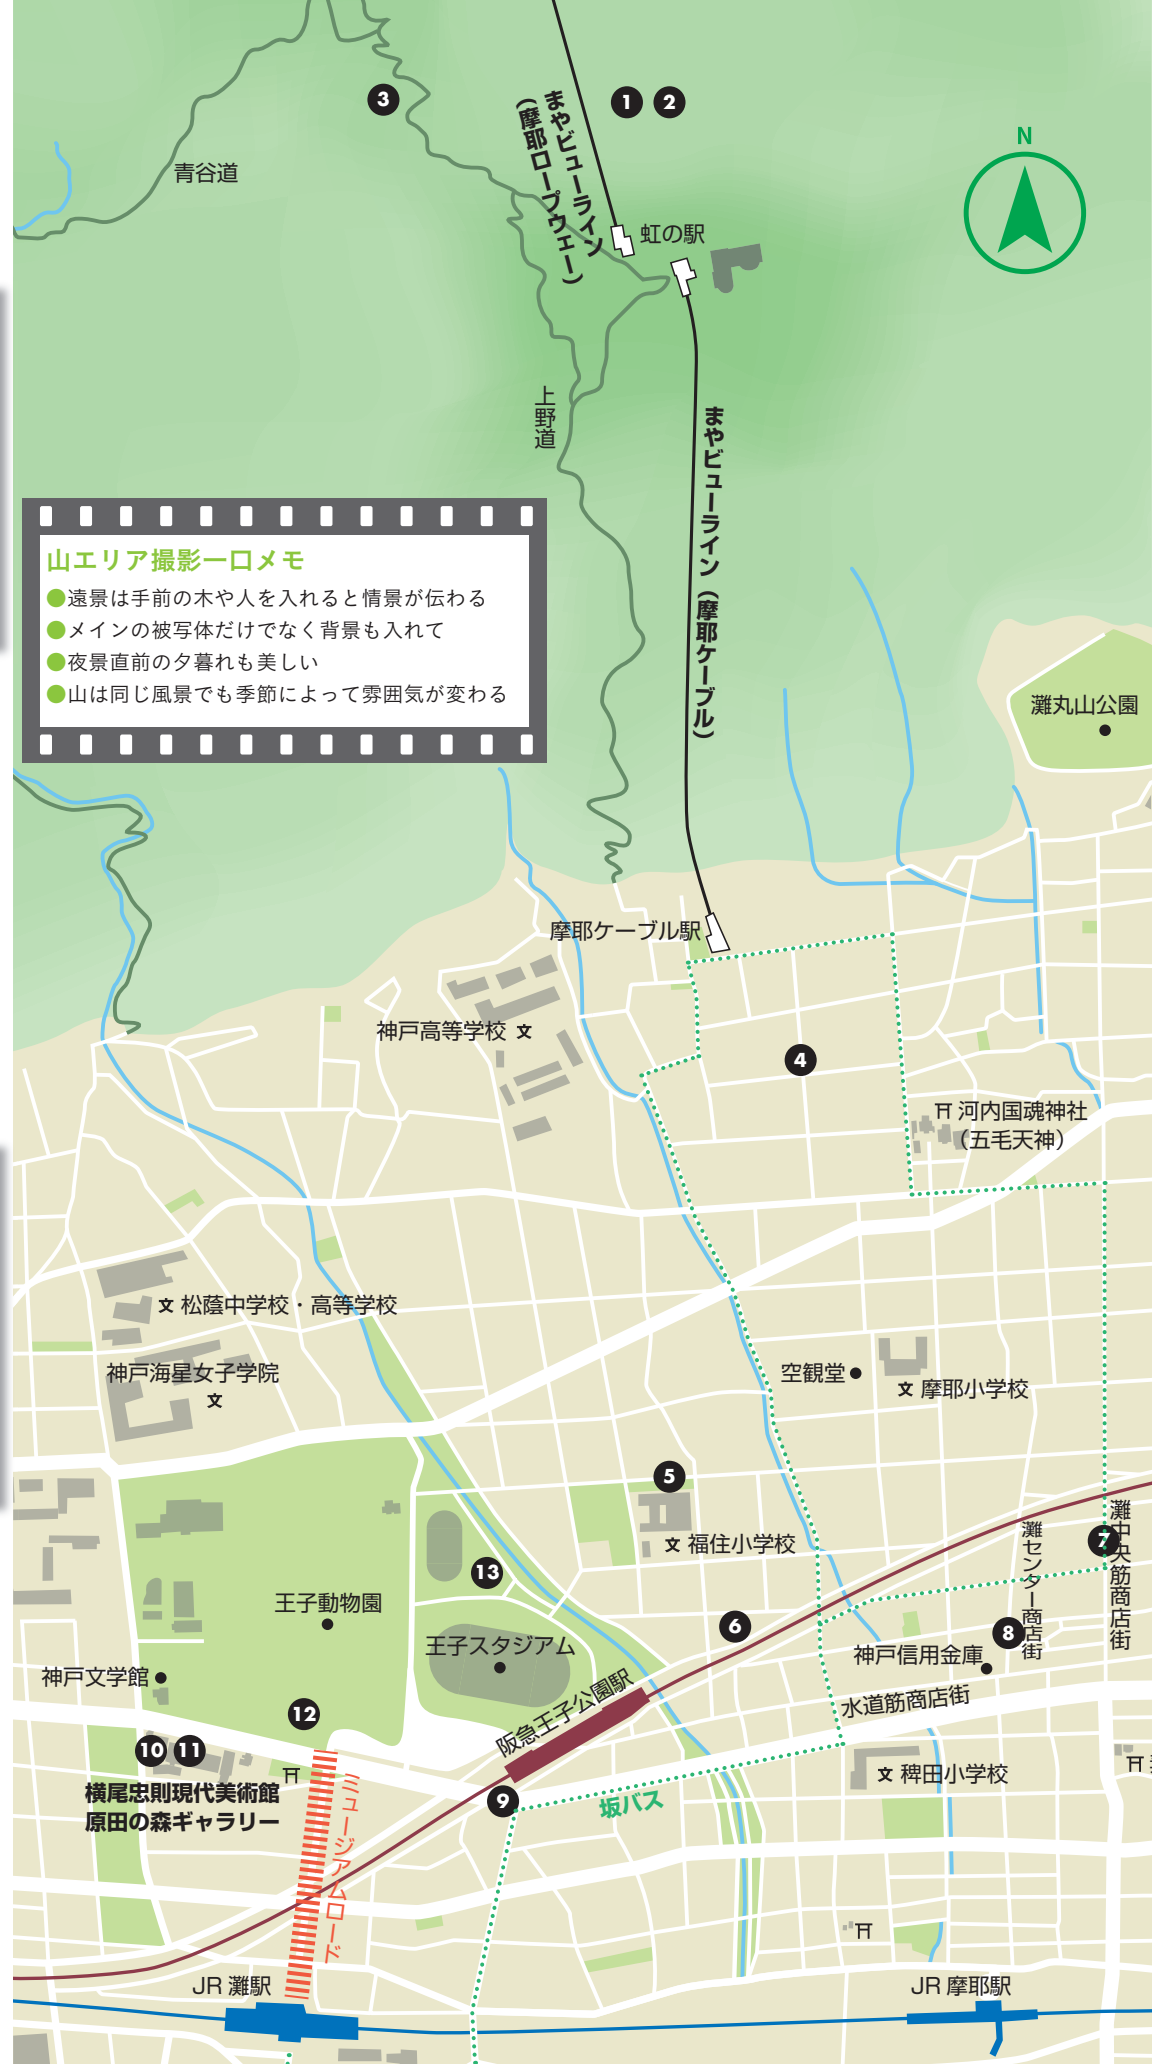 N
3
1
2
まやビューライン
(摩耶ロープウェー)
青谷道
虹の駅
上野道
まやビューライン(摩耶ケーブル)
山エリア撮影一口メモ
●遠景は手前の木や人を入れると情景が伝わる
●メインの被写体だけでなく背景も入れて
●夜景直前の夕暮れも美しい
●山は同じ風景でも季節によって雰囲気が変わる
灘丸山公園
摩耶ケーブル駅
神戸高等学校 文
4
河内国魂神社
(五毛天神)
文 松蔭中学校・高等学校
神戸海星女子学院
文
空観堂
文 摩耶小学校
5
文 福住小学校
灘センター商店街
灘中央筋商店街
7
13
王子動物園
6
8
王子スタジアム
神戸信用金庫
神戸文学館
阪急王子公園駅
水道筋商店街
12
10
11
横尾忠則現代美術館
原田の森ギャラリー
ミュージアムロード
文 稗田小学校
9
坂バス
JR 灘駅
JR 摩耶駅